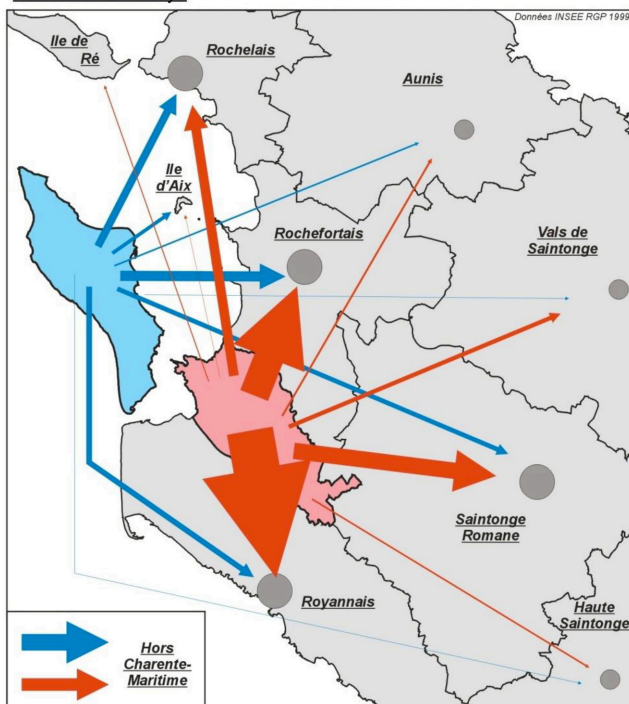 Données INSEE RGP 1999
Ile de
Ré
Rochelais
Aunis
Ile
d'Aix
Rochefortais
Vals de
Saintonge
Saintonge
Romane
Royannais
Haute
Saintonge
Hors
Charente-
Maritime